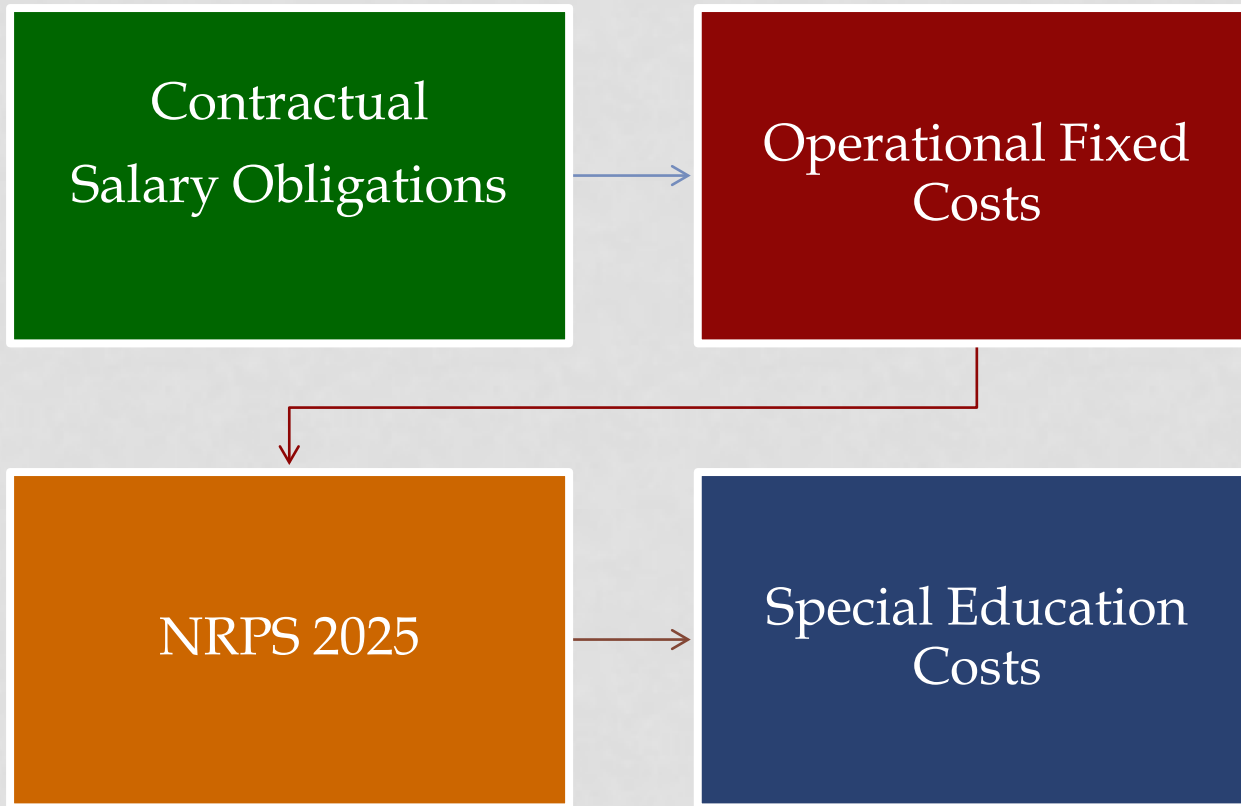 Contractual
Salary Obligations
Operational Fixed
Costs
NRPS 2025
Special Education
Costs